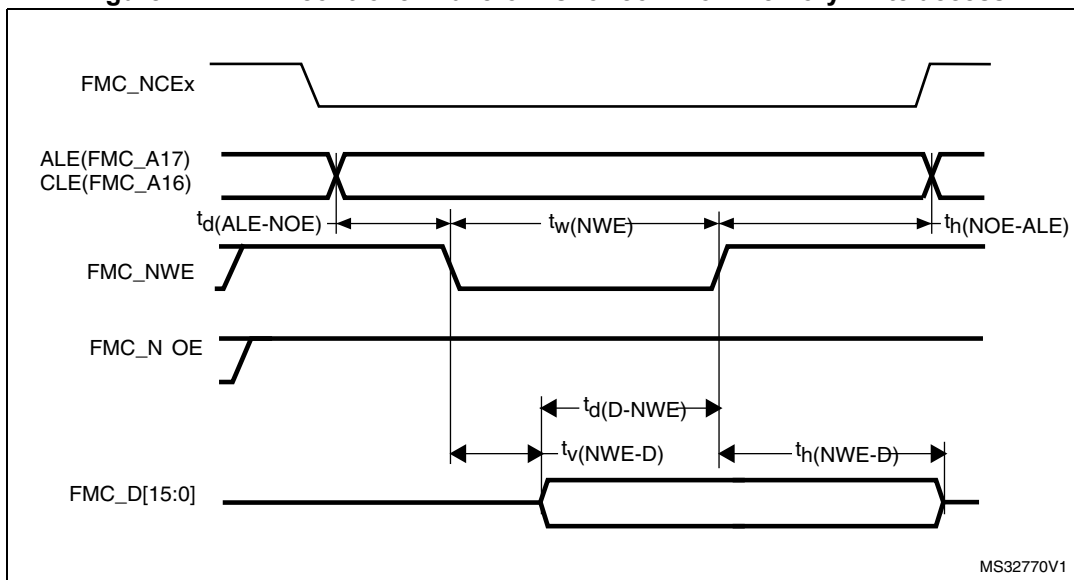 FMC_NCEx
ALE(FMC_A17)
CLE(FMC_A16)
td(ALE-NOE)
tw(NWE)
th(NOE-ALE)
FMC_NWE
FMC_N OE
td(D-NWE)
tv(NWE-D)
th(NWE-D)
FMC_D[15:0]
MS32770V1